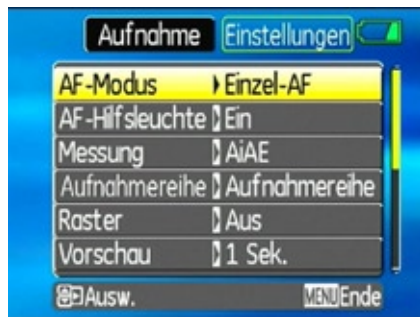 Aufnahme Einstellungen
AF-Modus Einzel-AF
AF-Hilfsleuchte Ein
Messung AiAE
Aufnahmereihe Aufnahmereihe
Raster Aus
Vorschau 1 Sek.
Ausw. MENU Ende